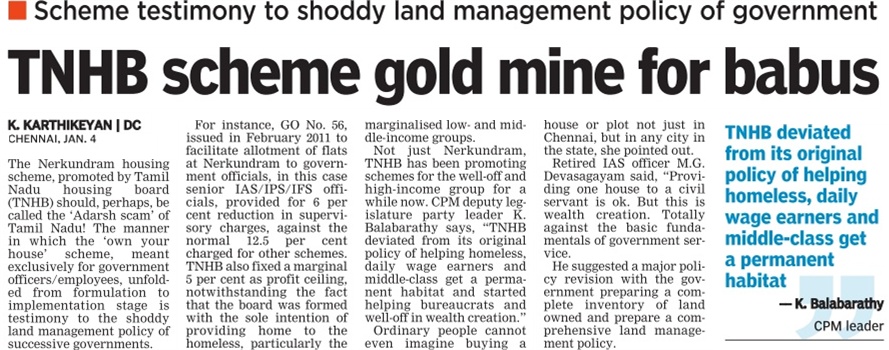 Scheme testimony to shoddy land management policy of government
TNHB scheme gold mine for babus
K. KARTHIKEYAN | DC
CHENNAI, JAN. 4
The Nerkundram housing
scheme, promoted by Tamil
Nadu housing board
(TNHB) should, perhaps, be
called the 'Adarsh scam' of
Tamil Nadu! The manner
in which the 'own your
house' scheme, meant
exclusively for government
officers/employees, unfold-
ed from formulation to
implementation stage is
testimony to the shoddy
land management policy of
successive governments.
For instance, GO No. 56,
issued in February 2011 to
facilitate allotment of flats
at Nerkundram to govern-
ment officials, in this case
senior IAS/IPS/IFS offi-
cials, provided for 6 per
cent reduction in supervi-
sory charges, against the
normal 12.5 per cent
charged for other schemes.
TNHB also fixed a marginal
5 per cent as profit ceiling,
notwithstanding the fact
that the board was formed
with the sole intention of
providing home to the
homeless, particularly the
marginalised low- and mid-
dle-income groups.
Not just Nerkundram,
TNHB has been promoting
schemes for the well-off and
high-income group for a
while now. CPM deputy leg-
islature party leader K.
Balabarathy says, "TNHB
deviated from its original
policy of helping homeless,
daily wage earners and
middle-class get a perma-
nent habitat and started
helping bureaucrats and
well-off in wealth creation."
Ordinary people cannot
even imagine buying a
house or plot not just in
Chennai, but in any city in
the state, she pointed out.
Retired IAS officer M.G.
Devasagayam said, "Provi-
ding one house to a civil
servant is ok. But this is
wealth creation. Totally
against the basic funda-
mentals of government ser-
vice.
He suggested a major poli-
cy revision with the gov-
ernment preparing a com-
plete inventory of land
owned and prepare a com-
prehensive land manage-
ment policy.
TNHB deviated
from its original
policy of helping
homeless, daily
wage earners and
middle-class get
a permanent
habitat
— K. Balabarathy
CPM leader